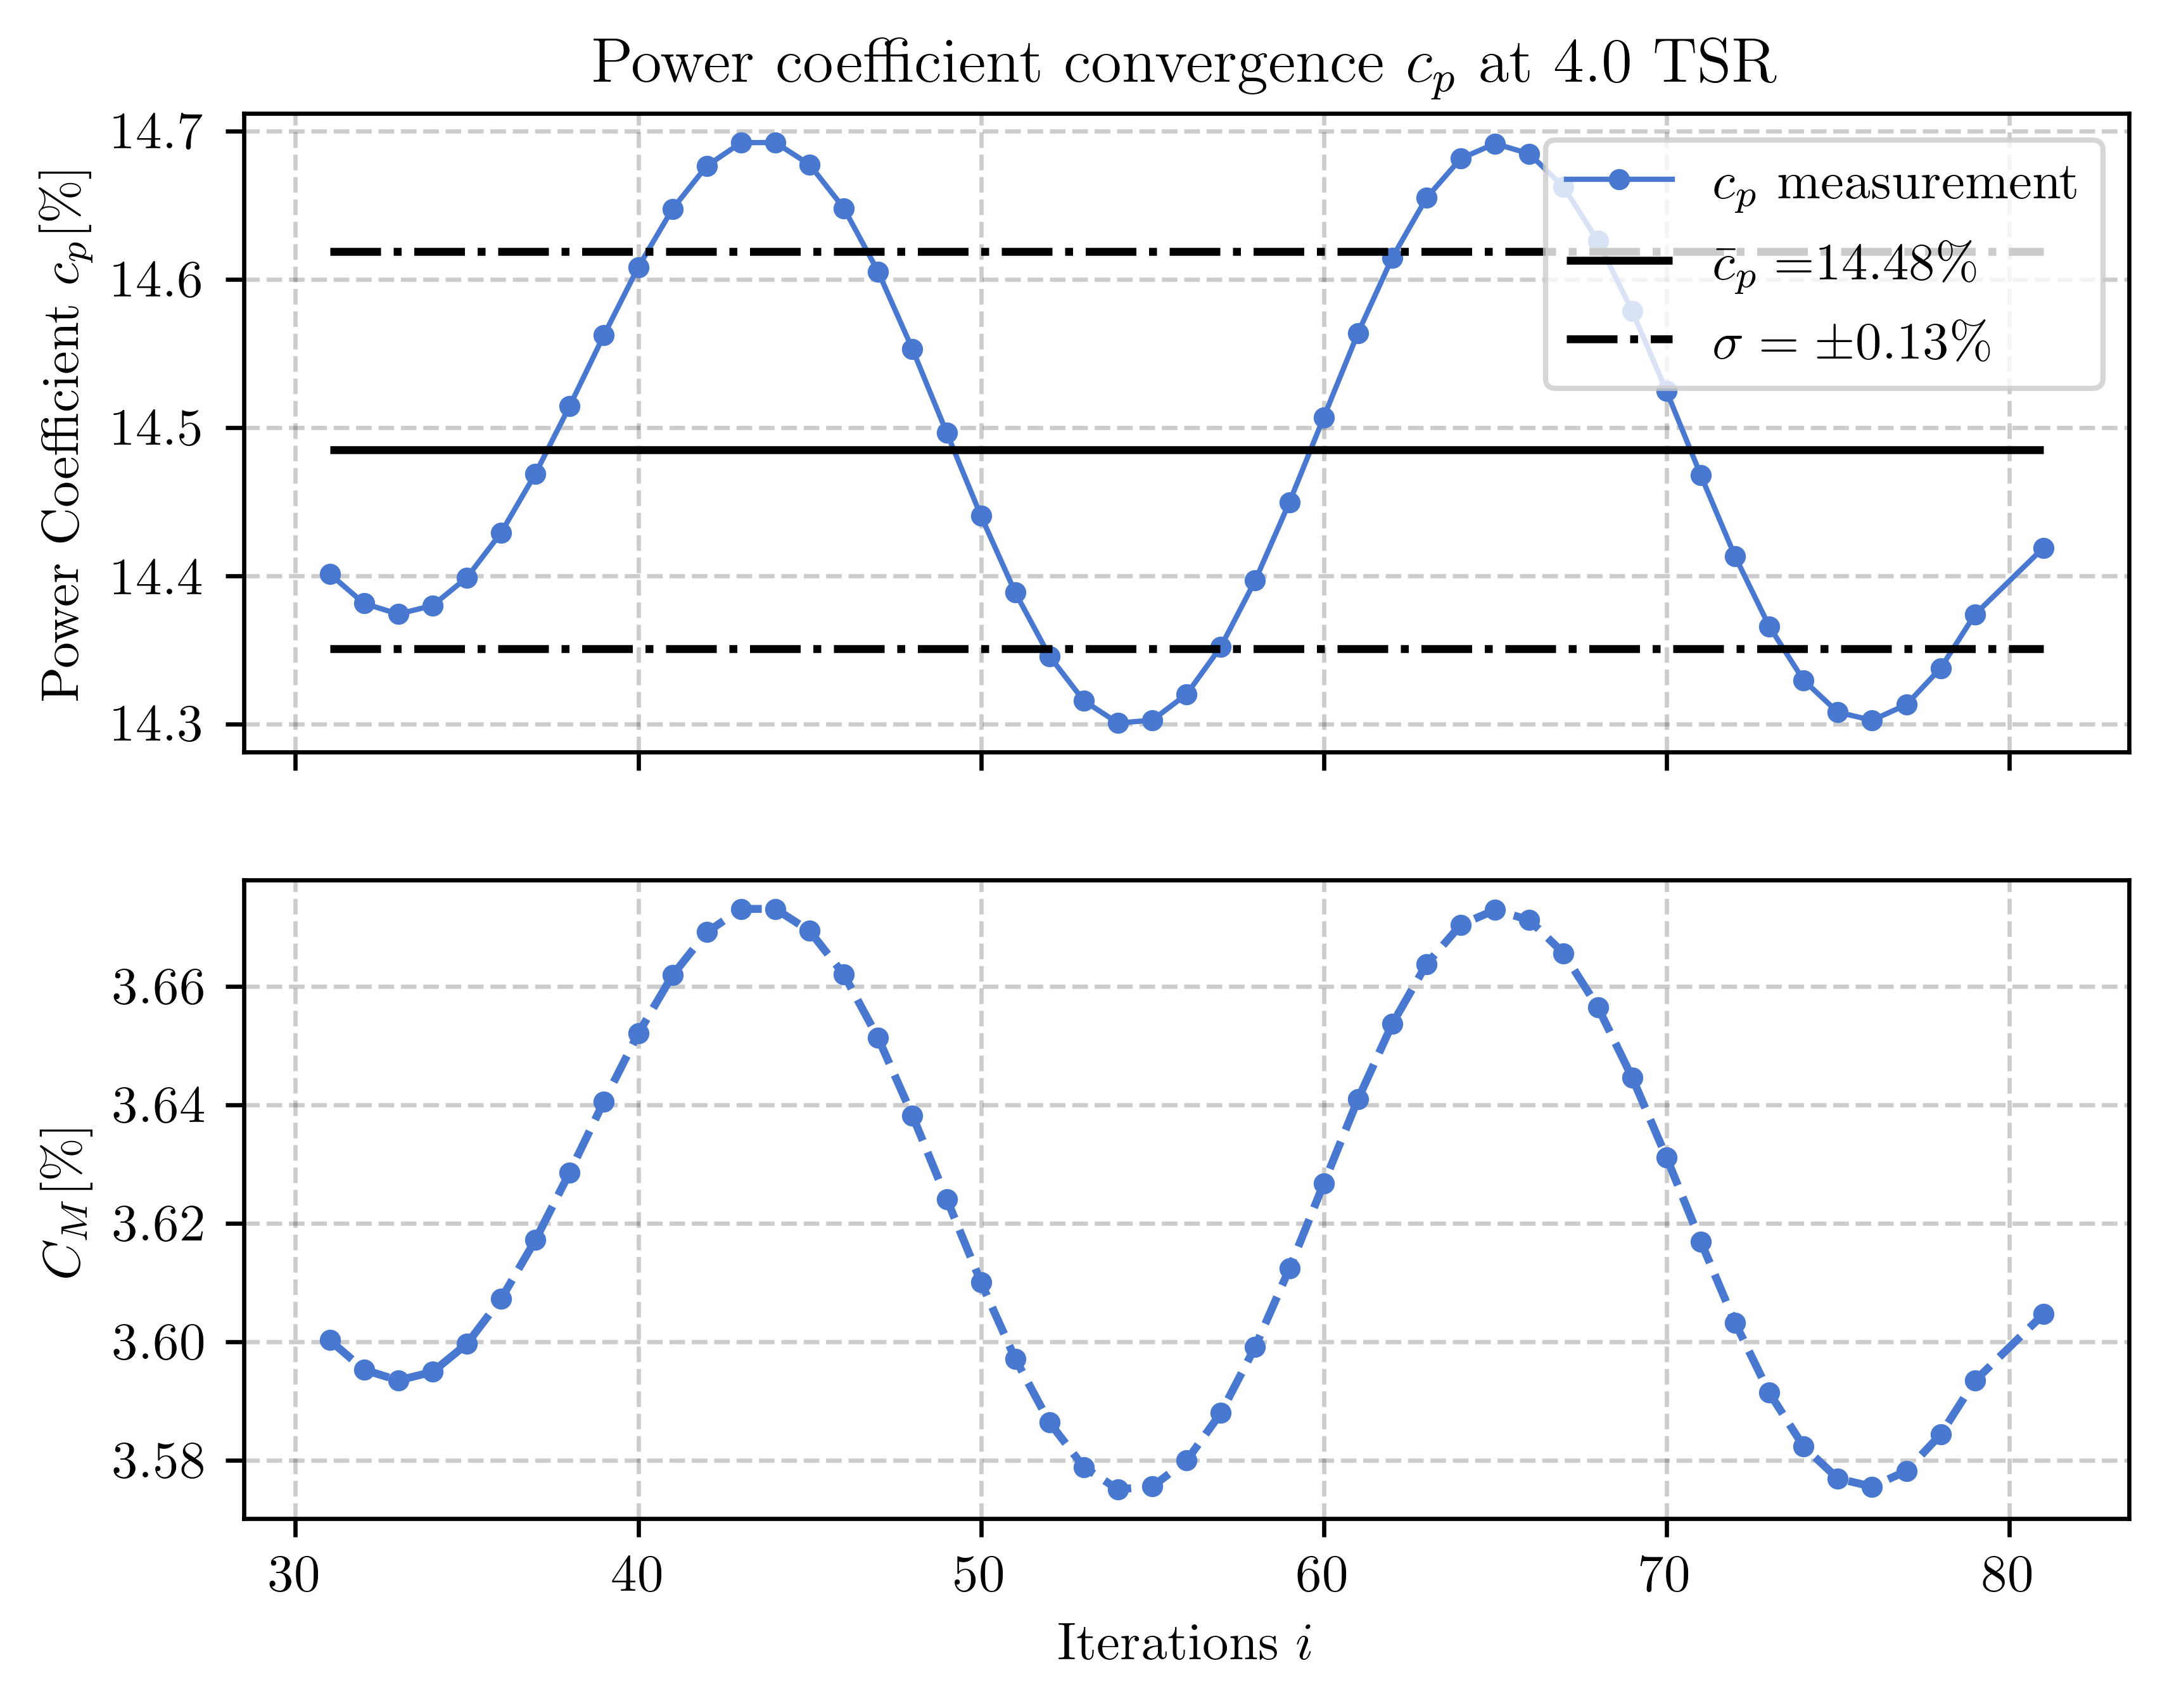 Power coefficient convergence c_p at 4.0 TSR
Power Coefficient c_p[%]
14.7
14.6
14.5
14.4
14.3
c_p measurement
c̄_p =14.48%
σ = ±0.13%
C_M[%]
3.66
3.64
3.62
3.60
3.58
30 40 50 60 70 80
Iterations i